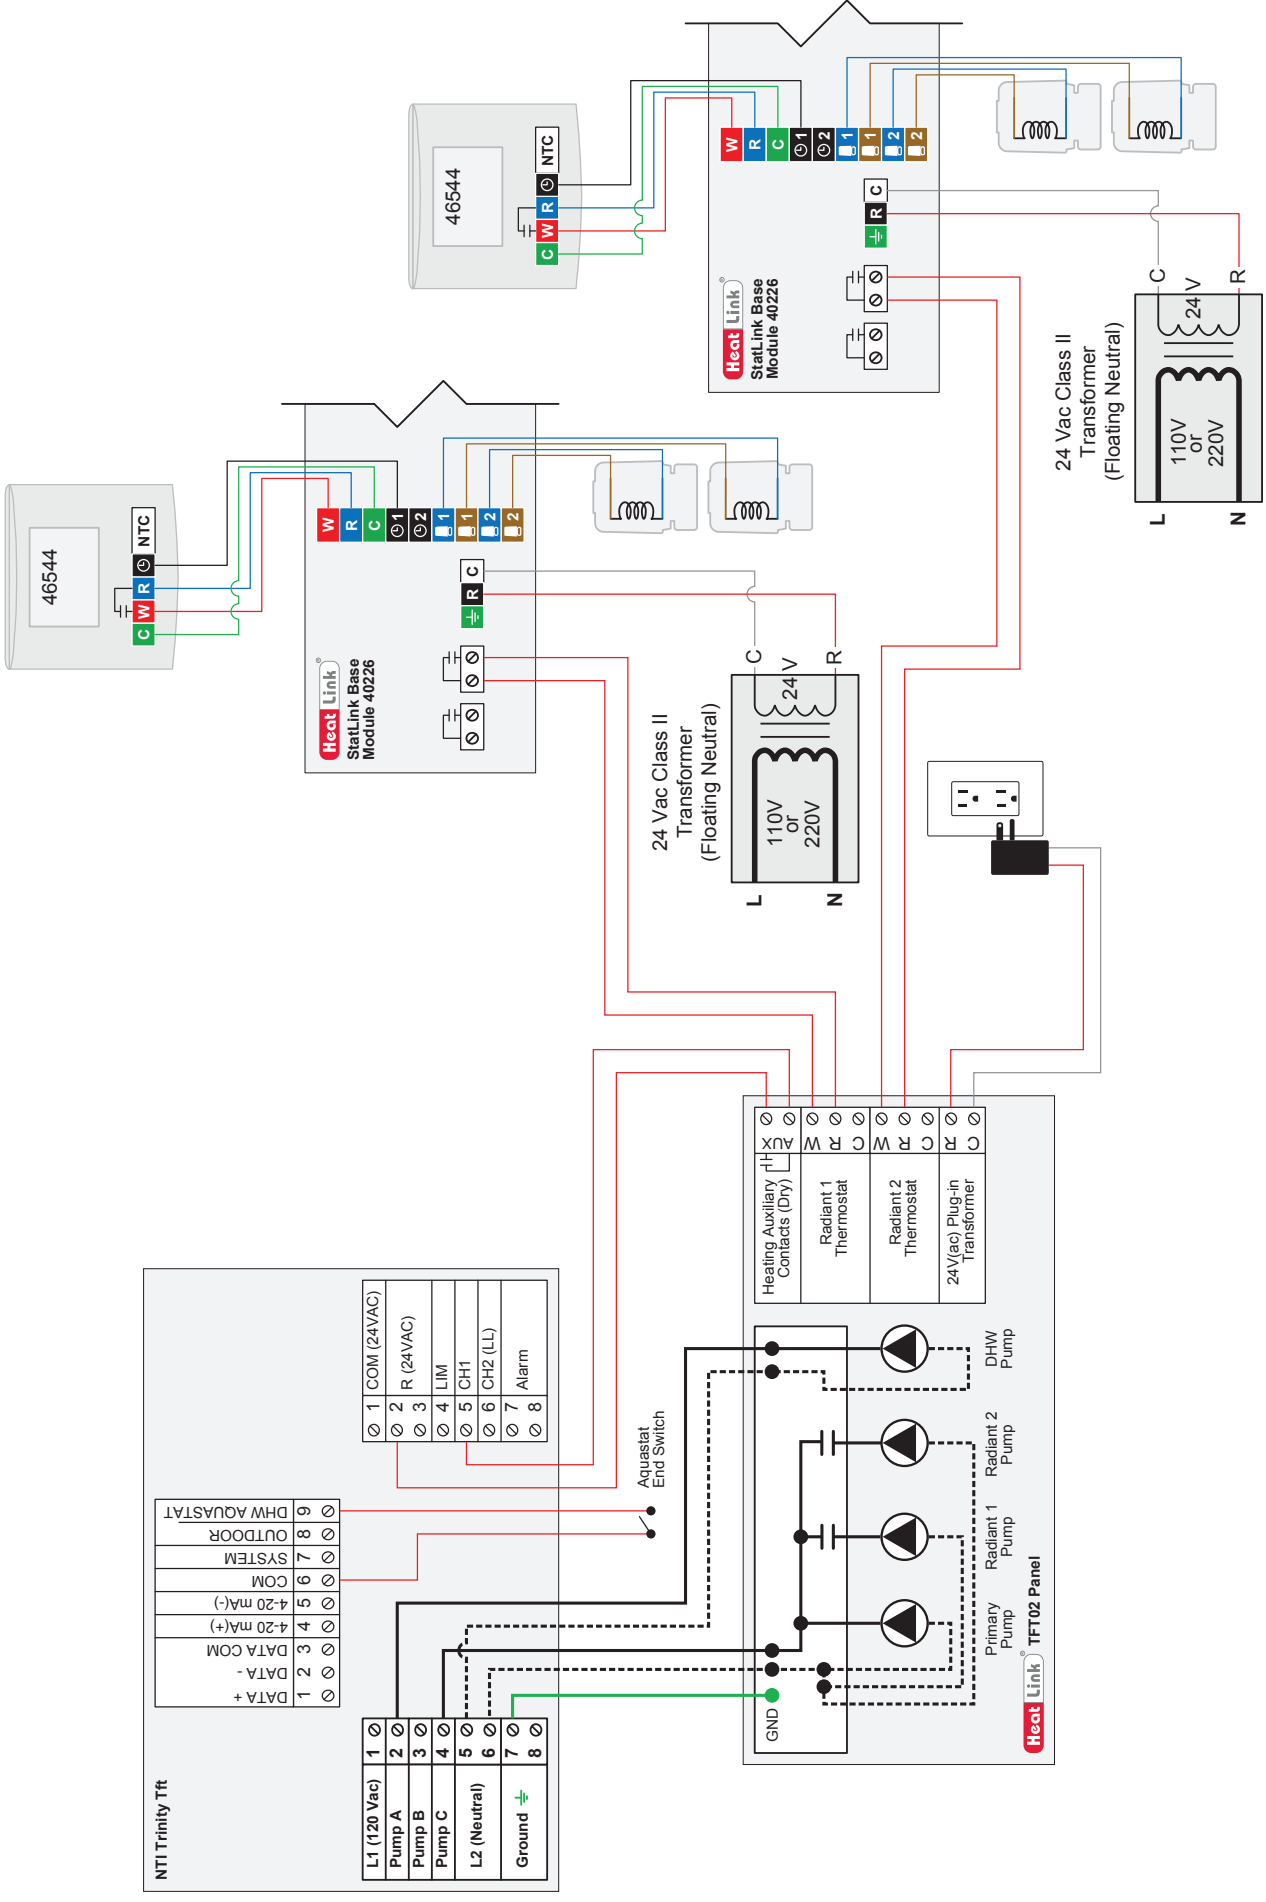 NTI Trinity Tft
L1 (120 Vac) 1
Pump A 2
Pump B 3
Pump C 4
L2 (Neutral) 5
6
Ground 7
8
DATA + 1
DATA - 2
DATA COM 3
4-20 mA(+) 4
4-20 mA(-) 5
COM 6
SYSTEM 7
OUTDOOR 8
DHW AQUASTAT 9
1 COM (24VAC)
2 R (24VAC)
3
4 LIM
5 CH1
6 CH2 (LL)
7 Alarm
8
Aquastat
End Switch
GND
Primary
Pump
Radiant 1
Pump
Radiant 2
Pump
DHW
Pump
Heat Link®
TFT02 Panel
Heating Auxiliary
Contacts (Dry)
AUX
Radiant 1
Thermostat
W
R
C
Radiant 2
Thermostat
W
R
C
24V(ac) Plug-in
Transformer
R
C
46544
C W R NTC
Heat Link®
StatLink Base
Module 40226
W
R
C
1
2
1
1
2
2
R C
24 Vac Class II
Transformer
(Floating Neutral)
L
N
110V
or
220V
24 V
C
R
46544
C W R NTC
Heat Link®
StatLink Base
Module 40226
W
R
C
1
2
1
1
2
2
R C
24 Vac Class II
Transformer
(Floating Neutral)
L
N
110V
or
220V
24 V
C
R